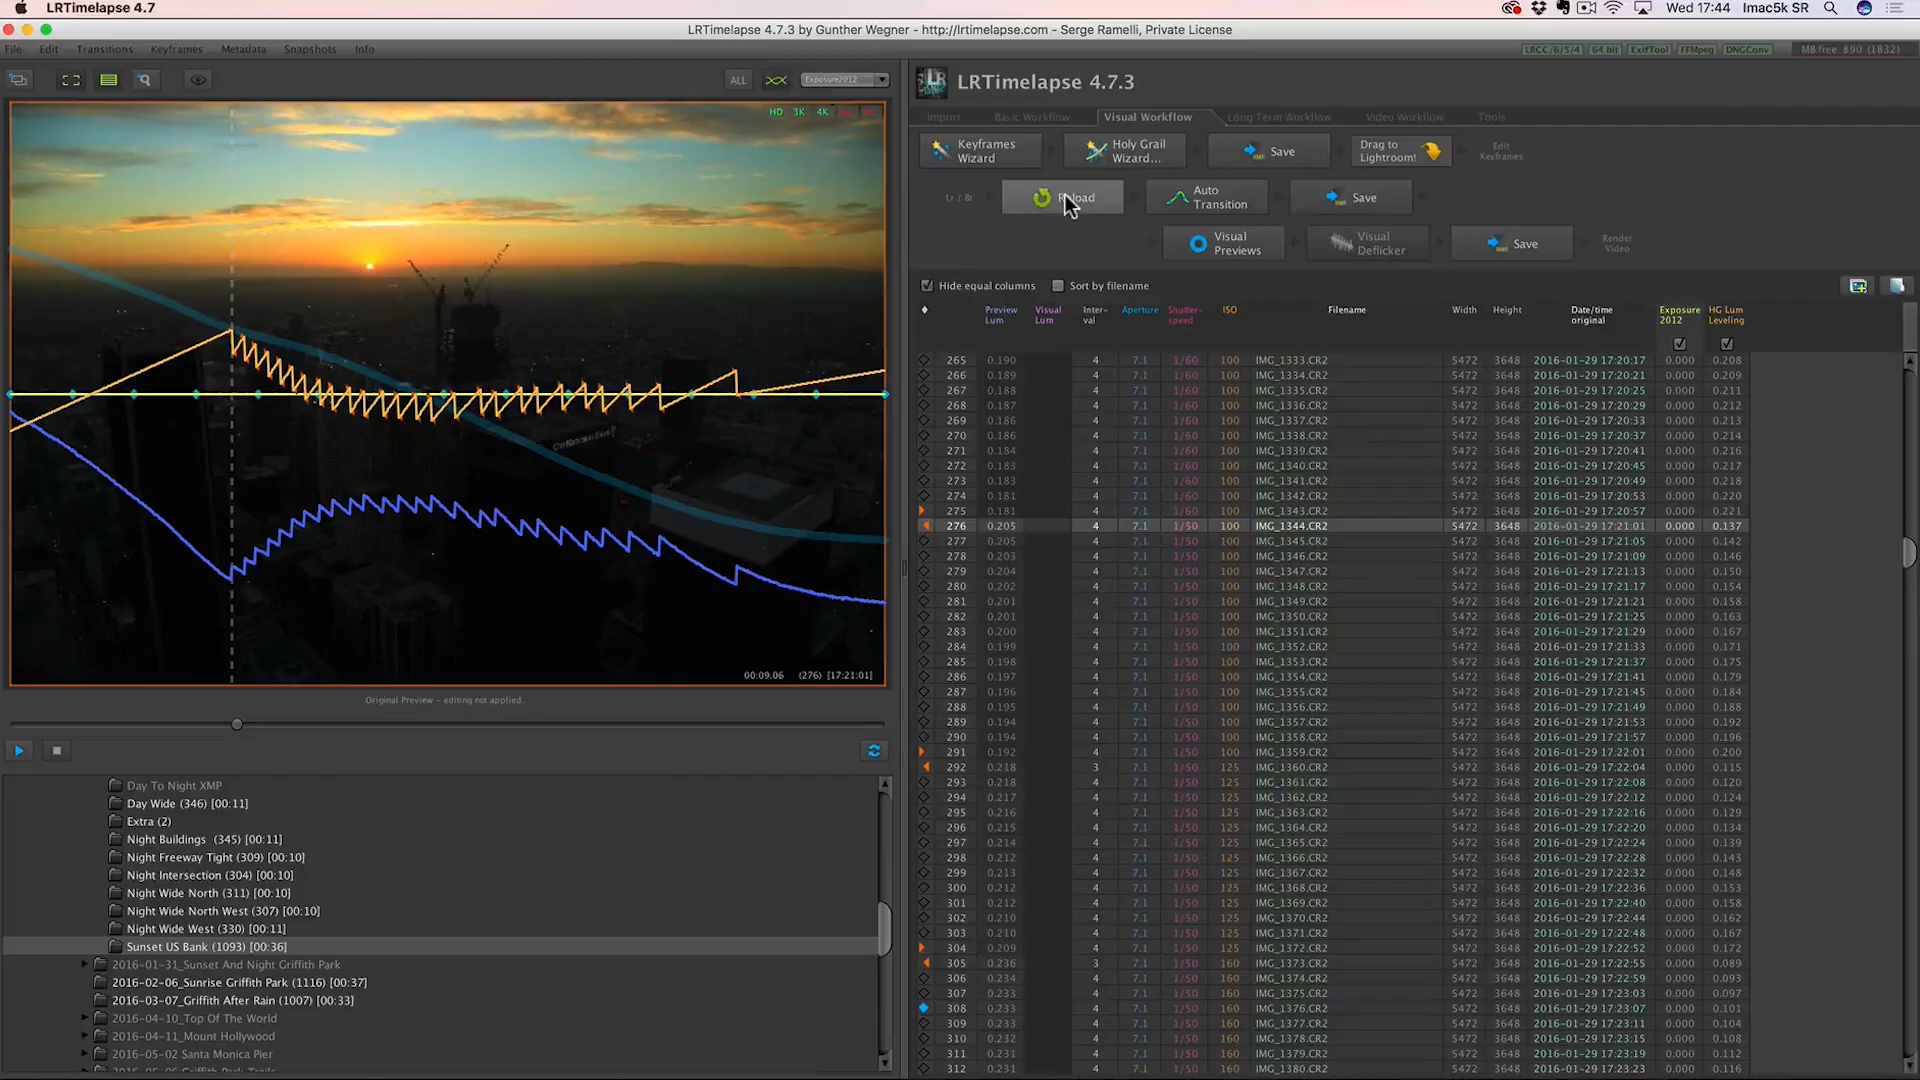 LRTimelapse 4.7
Wed 17:44 Imac5k SR
LRTimelapse 4.7.3 by Gunther Wegner - http://lrtimelapse.com - Serge Ramelli, Private License
File Edit Transitions Keyframes Metadata Snapshots Info
LRCC/6/5/4 64 bit ExifTool FFMpeg DNGConv MB free 890 (1832)
ALL Exposure2012
LRTimelapse 4.7.3
Import Basic Workflow Visual Workflow Long Term Workflow Video Workflow Tools
Keyframes Wizard
Holy Grail Wizard...
Save
Drag to Lightroom!
Edit Keyframes
Lr / Br
Auto Transition
Save
Visual Previews
Visual Deflicker
Save
Render Video
HD 3K 4K
00:09.06 (276) [17:21:01]
Original Preview - editing not applied.
Day To Night XMP
Day Wide (346) [00:11]
Extra (2)
Night Buildings (345) [00:11]
Night Freeway Tight (309) [00:10]
Night Intersection (304) [00:10]
Night Wide North (311) [00:10]
Night Wide North West (307) [00:10]
Night Wide West (330) [00:11]
Sunset US Bank (1093) [00:36]
2016-01-31_Sunset And Night Griffith Park
2016-02-06_Sunrise Griffith Park (1116) [00:37]
2016-03-07_Griffith After Rain (1007) [00:33]
2016-04-10_Top Of The World
2016-04-11_Mount Hollywood
2016-05-02 Santa Monica Pier
Hide equal columns Sort by filename
Preview Lum Visual Lum Inter-val Aperture Shutter-speed ISO Filename Width Height Date/time original Exposure 2012 HG Lum Leveling
265 0.190 4 7.1 1/60 100 IMG_1333.CR2 5472 3648 2016-01-29 17:20:17 0.000 0.208
266 0.189 4 7.1 1/60 100 IMG_1334.CR2 5472 3648 2016-01-29 17:20:21 0.000 0.209
267 0.188 4 7.1 1/60 100 IMG_1335.CR2 5472 3648 2016-01-29 17:20:25 0.000 0.211
268 0.187 4 7.1 1/60 100 IMG_1336.CR2 5472 3648 2016-01-29 17:20:29 0.000 0.212
269 0.186 4 7.1 1/60 100 IMG_1337.CR2 5472 3648 2016-01-29 17:20:33 0.000 0.213
270 0.186 4 7.1 1/60 100 IMG_1338.CR2 5472 3648 2016-01-29 17:20:37 0.000 0.214
271 0.184 4 7.1 1/60 100 IMG_1339.CR2 5472 3648 2016-01-29 17:20:41 0.000 0.216
272 0.183 4 7.1 1/60 100 IMG_1340.CR2 5472 3648 2016-01-29 17:20:45 0.000 0.217
273 0.183 4 7.1 1/60 100 IMG_1341.CR2 5472 3648 2016-01-29 17:20:49 0.000 0.218
274 0.181 4 7.1 1/60 100 IMG_1342.CR2 5472 3648 2016-01-29 17:20:53 0.000 0.220
275 0.181 4 7.1 1/60 100 IMG_1343.CR2 5472 3648 2016-01-29 17:20:57 0.000 0.221
276 0.205 4 7.1 1/50 100 IMG_1344.CR2 5472 3648 2016-01-29 17:21:01 0.000 0.137
277 0.205 4 7.1 1/50 100 IMG_1345.CR2 5472 3648 2016-01-29 17:21:05 0.000 0.142
278 0.203 4 7.1 1/50 100 IMG_1346.CR2 5472 3648 2016-01-29 17:21:09 0.000 0.146
279 0.204 4 7.1 1/50 100 IMG_1347.CR2 5472 3648 2016-01-29 17:21:13 0.000 0.150
280 0.202 4 7.1 1/50 100 IMG_1348.CR2 5472 3648 2016-01-29 17:21:17 0.000 0.154
281 0.201 4 7.1 1/50 100 IMG_1349.CR2 5472 3648 2016-01-29 17:21:21 0.000 0.158
282 0.201 4 7.1 1/50 100 IMG_1350.CR2 5472 3648 2016-01-29 17:21:25 0.000 0.163
283 0.200 4 7.1 1/50 100 IMG_1351.CR2 5472 3648 2016-01-29 17:21:29 0.000 0.167
284 0.199 4 7.1 1/50 100 IMG_1352.CR2 5472 3648 2016-01-29 17:21:33 0.000 0.171
285 0.198 4 7.1 1/50 100 IMG_1353.CR2 5472 3648 2016-01-29 17:21:37 0.000 0.175
286 0.197 4 7.1 1/50 100 IMG_1354.CR2 5472 3648 2016-01-29 17:21:41 0.000 0.179
287 0.196 4 7.1 1/50 100 IMG_1355.CR2 5472 3648 2016-01-29 17:21:45 0.000 0.184
288 0.195 4 7.1 1/50 100 IMG_1356.CR2 5472 3648 2016-01-29 17:21:49 0.000 0.188
289 0.194 4 7.1 1/50 100 IMG_1357.CR2 5472 3648 2016-01-29 17:21:53 0.000 0.192
290 0.194 4 7.1 1/50 100 IMG_1358.CR2 5472 3648 2016-01-29 17:21:57 0.000 0.196
291 0.192 4 7.1 1/50 100 IMG_1359.CR2 5472 3648 2016-01-29 17:22:01 0.000 0.200
292 0.218 3 7.1 1/50 125 IMG_1360.CR2 5472 3648 2016-01-29 17:22:04 0.000 0.115
293 0.218 4 7.1 1/50 125 IMG_1361.CR2 5472 3648 2016-01-29 17:22:08 0.000 0.120
294 0.217 4 7.1 1/50 125 IMG_1362.CR2 5472 3648 2016-01-29 17:22:12 0.000 0.124
295 0.216 4 7.1 1/50 125 IMG_1363.CR2 5472 3648 2016-01-29 17:22:16 0.000 0.129
296 0.215 4 7.1 1/50 125 IMG_1364.CR2 5472 3648 2016-01-29 17:22:20 0.000 0.134
297 0.214 4 7.1 1/50 125 IMG_1365.CR2 5472 3648 2016-01-29 17:22:24 0.000 0.139
298 0.212 4 7.1 1/50 125 IMG_1366.CR2 5472 3648 2016-01-29 17:22:28 0.000 0.143
299 0.213 4 7.1 1/50 125 IMG_1367.CR2 5472 3648 2016-01-29 17:22:32 0.000 0.148
300 0.212 4 7.1 1/50 125 IMG_1368.CR2 5472 3648 2016-01-29 17:22:36 0.000 0.153
301 0.212 4 7.1 1/50 125 IMG_1369.CR2 5472 3648 2016-01-29 17:22:40 0.000 0.158
302 0.210 4 7.1 1/50 125 IMG_1370.CR2 5472 3648 2016-01-29 17:22:44 0.000 0.162
303 0.210 4 7.1 1/50 125 IMG_1371.CR2 5472 3648 2016-01-29 17:22:48 0.000 0.167
304 0.209 4 7.1 1/50 125 IMG_1372.CR2 5472 3648 2016-01-29 17:22:52 0.000 0.172
305 0.236 3 7.1 1/50 160 IMG_1373.CR2 5472 3648 2016-01-29 17:22:55 0.000 0.089
306 0.234 4 7.1 1/50 160 IMG_1374.CR2 5472 3648 2016-01-29 17:22:59 0.000 0.093
307 0.233 4 7.1 1/50 160 IMG_1375.CR2 5472 3648 2016-01-29 17:23:03 0.000 0.097
308 0.233 4 7.1 1/50 160 IMG_1376.CR2 5472 3648 2016-01-29 17:23:07 0.000 0.101
309 0.233 4 7.1 1/50 160 IMG_1377.CR2 5472 3648 2016-01-29 17:23:11 0.000 0.104
310 0.232 4 7.1 1/50 160 IMG_1378.CR2 5472 3648 2016-01-29 17:23:15 0.000 0.108
311 0.231 4 7.1 1/50 160 IMG_1379.CR2 5472 3648 2016-01-29 17:23:19 0.000 0.112
312 0.231 4 7.1 1/50 160 IMG_1380.CR2 5472 3648 2016-01-29 17:23:23 0.000 0.116